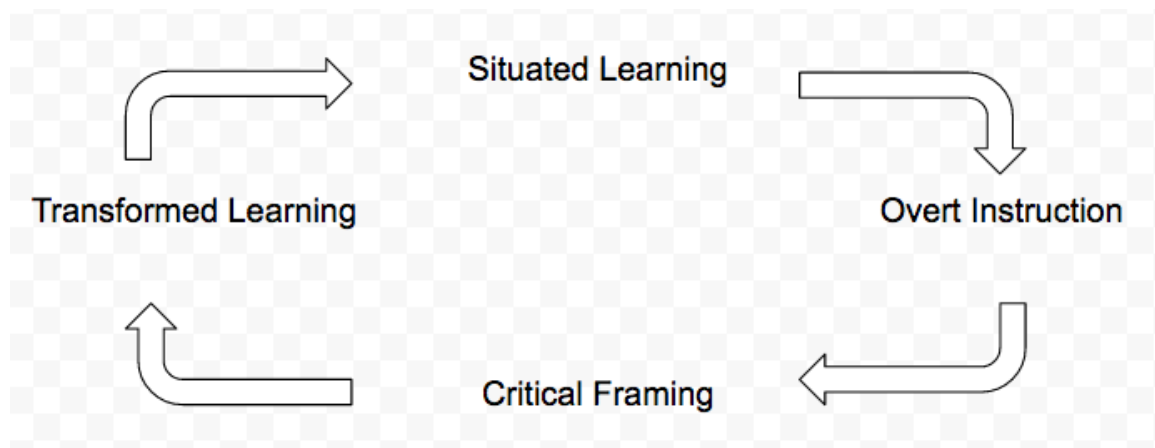 Situated Learning
Transformed Learning
Overt Instruction
Critical Framing